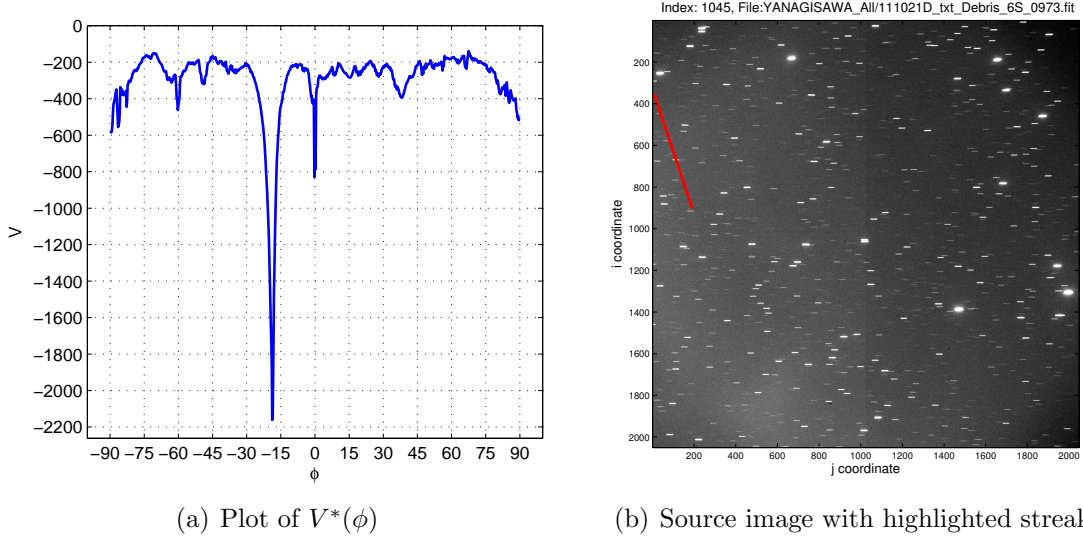 Index: 1045, File:YANAGISAWA_All/111021D_txt_Debris_6S_0973.fit
0
−200
−400
−600
−800
−1000
−1200
−1400
−1600
−1800
−2000
−2200
V
−90 −75 −60 −45 −30 −15 0 15 30 45 60 75 90
φ
200
400
600
800
1000
1200
1400
1600
1800
2000
i coordinate
200 400 600 800 1000 1200 1400 1600 1800 2000
j coordinate
(a) Plot of V*(φ)
(b) Source image with highlighted streak